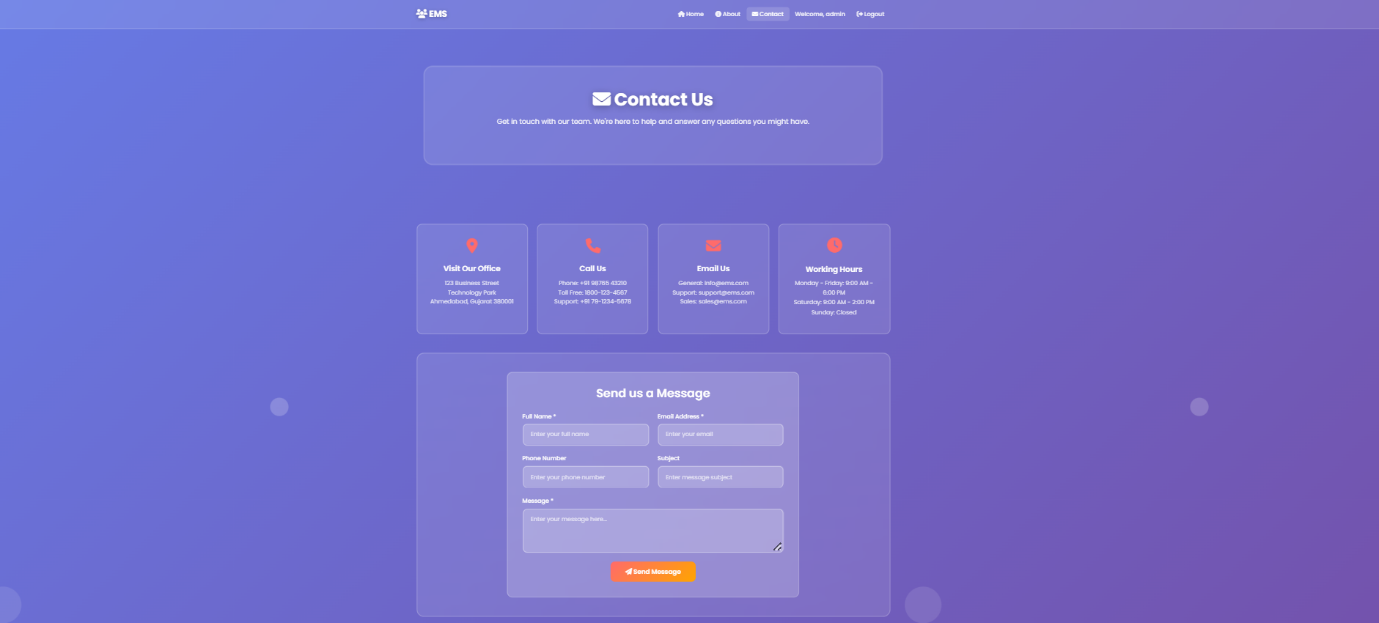 EMS
Home
About
Contact
Welcome, admin
Logout
Contact Us
Get in touch with our team. We're here to help and answer any questions you might have.
Visit Our Office
123 Business Street
Technology Park
Ahmedabad, Gujarat 380001
Call Us
Phone: +91 98765 43210
Toll Free: 1800-123-4567
Support: +91 79-1234-5678
Email Us
General: info@ems.com
Support: support@ems.com
Sales: sales@ems.com
Working Hours
Monday - Friday: 9:00 AM -
6:00 PM
Saturday: 9:00 AM - 2:00 PM
Sunday: Closed
Send us a Message
Full Name *
Email Address *
Enter your full name
Enter your email
Phone Number
Subject
Enter your phone number
Enter message subject
Message *
Enter your message here...
Send Message